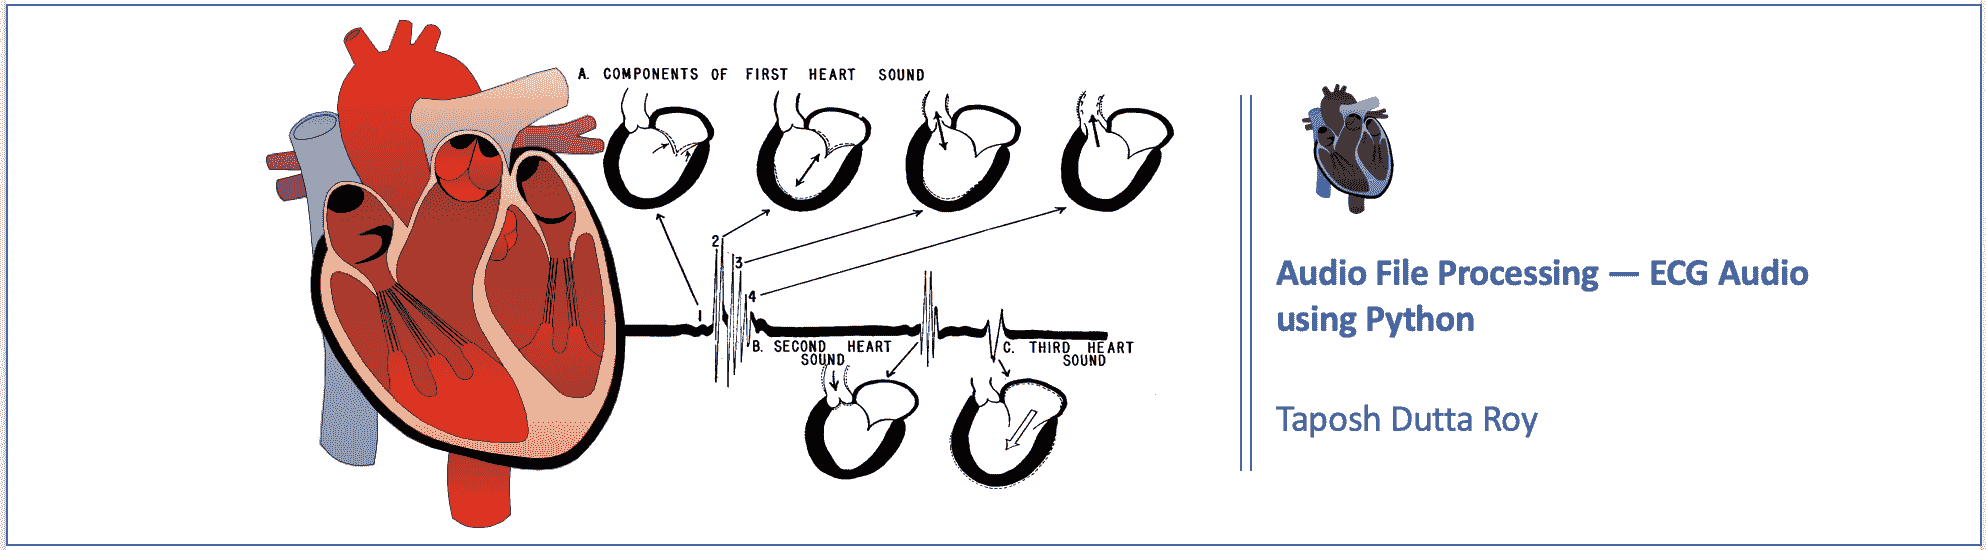 A. COMPONENTS OF FIRST HEART SOUND
2
3
4
1
B. SECOND HEART
SOUND
C. THIRD HEART
SOUND
Audio File Processing — ECG Audio
using Python
Taposh Dutta Roy